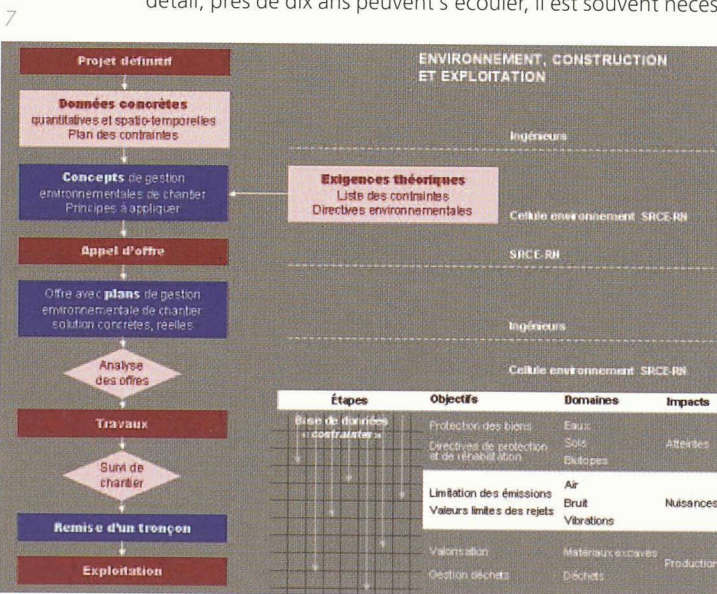 détail, près de dix ans peuvent s'écouler, il est souvent néces
7
Projet définitif
Données concrètes
quantitatives et spatio-temporelles
Plan des contraintes
Concepts de gestion
environnementales de chantier
Principes à appliquer
Appel d'offre
Offre avec plans de gestion
environnementale de chantier
solution concrètes, réelles
Analyse
des offres
Travaux
Suivi de
chantier
Remise d'un tronçon
Exploitation
ENVIRONNEMENT, CONSTRUCTION
ET EXPLOITATION
Ingénieurs
Exigences théoriques
Liste des contraintes
Directives environnementales
Cellule environnement SRCE-RN
SRCE-RN
Ingénieurs
Cellule environnement SRCE-RN
Étapes Objectifs Domaines Impacts
Base de données
« contraintes »
Protection des biens
Directives de protection
et de réhabilitation
Eaux
Sols
Biotopes
Atteintes
Limitation des émissions
Valeurs limites des rejets
Air
Bruit
Vibrations
Nuisances
Valorisation
Gestion déchets
Matériaux excavés
Déchets
Production